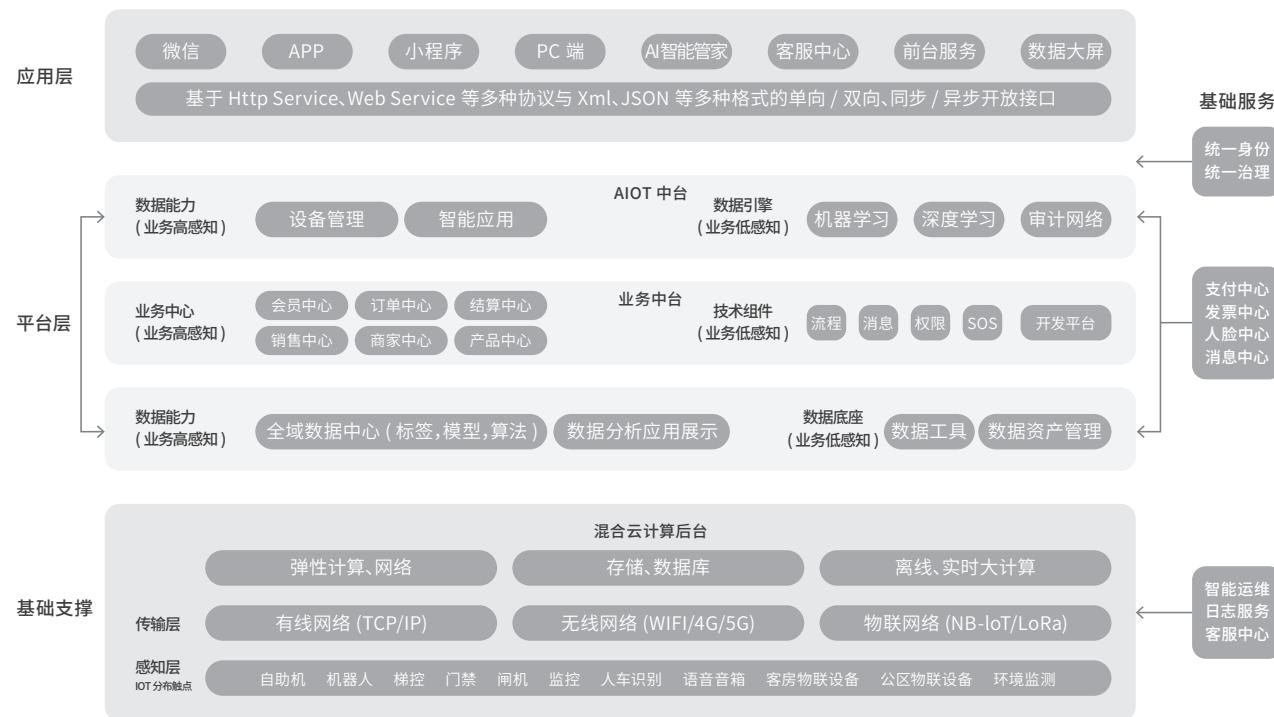 应用层
微信
APP
小程序
PC 端
AI智能管家
客服中心
前台服务
数据大屏
基于 Http Service、Web Service 等多种协议与 Xml、JSON 等多种格式的单向 / 双向、同步 / 异步开放接口
基础服务
统一身份
统一治理
平台层
AIOT 中台
数据能力
( 业务高感知 )
设备管理
智能应用
数据引擎
( 业务低感知 )
机器学习
深度学习
审计网络
业务中台
业务中心
( 业务高感知 )
会员中心
订单中心
结算中心
销售中心
商家中心
产品中心
技术组件
( 业务低感知 )
流程
消息
权限
SOS
开发平台
支付中心
发票中心
人脸中心
消息中心
数据能力
( 业务高感知 )
全域数据中心 ( 标签,模型,算法 )
数据分析应用展示
数据底座
( 业务低感知 )
数据工具
数据资产管理
基础支撑
混合云计算后台
弹性计算、网络
存储、数据库
离线、实时大计算
传输层
有线网络 (TCP/IP)
无线网络 (WIFI/4G/5G)
物联网络 (NB-loT/LoRa)
感知层
IOT 分布触点
自助机 机器人 梯控 门禁 闸机 监控 人车识别 语音音箱 客房物联设备 公区物联设备 环境监测
智能运维
日志服务
客服中心